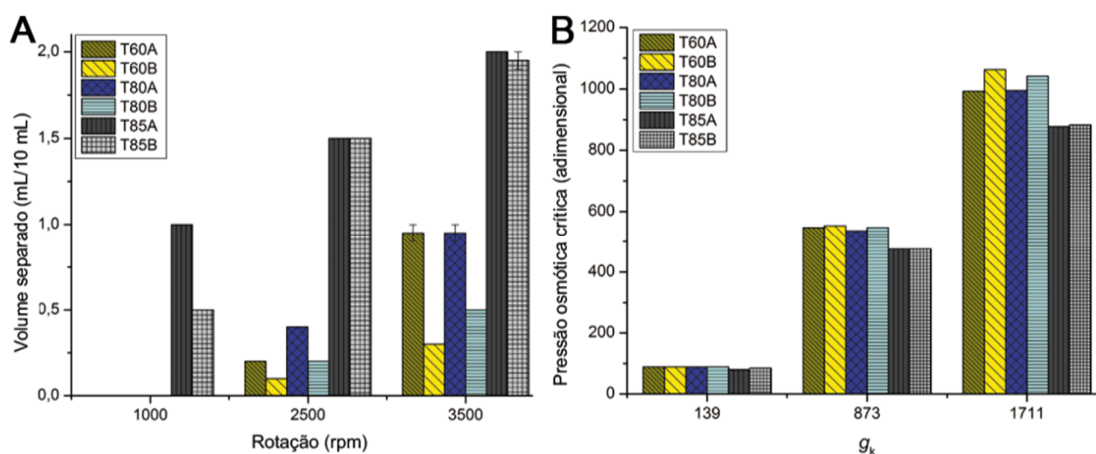 A
T60A
T60B
T80A
T80B
T85A
T85B
Volume separado (mL/10 mL)
2,0
1,5
1,0
0,5
0,0
1000
2500
3500
Rotação (rpm)
B
T60A
T60B
T80A
T80B
T85A
T85B
Pressão osmótica crítica (adimensional)
1200
1000
800
600
400
200
0
139
873
1711
gk